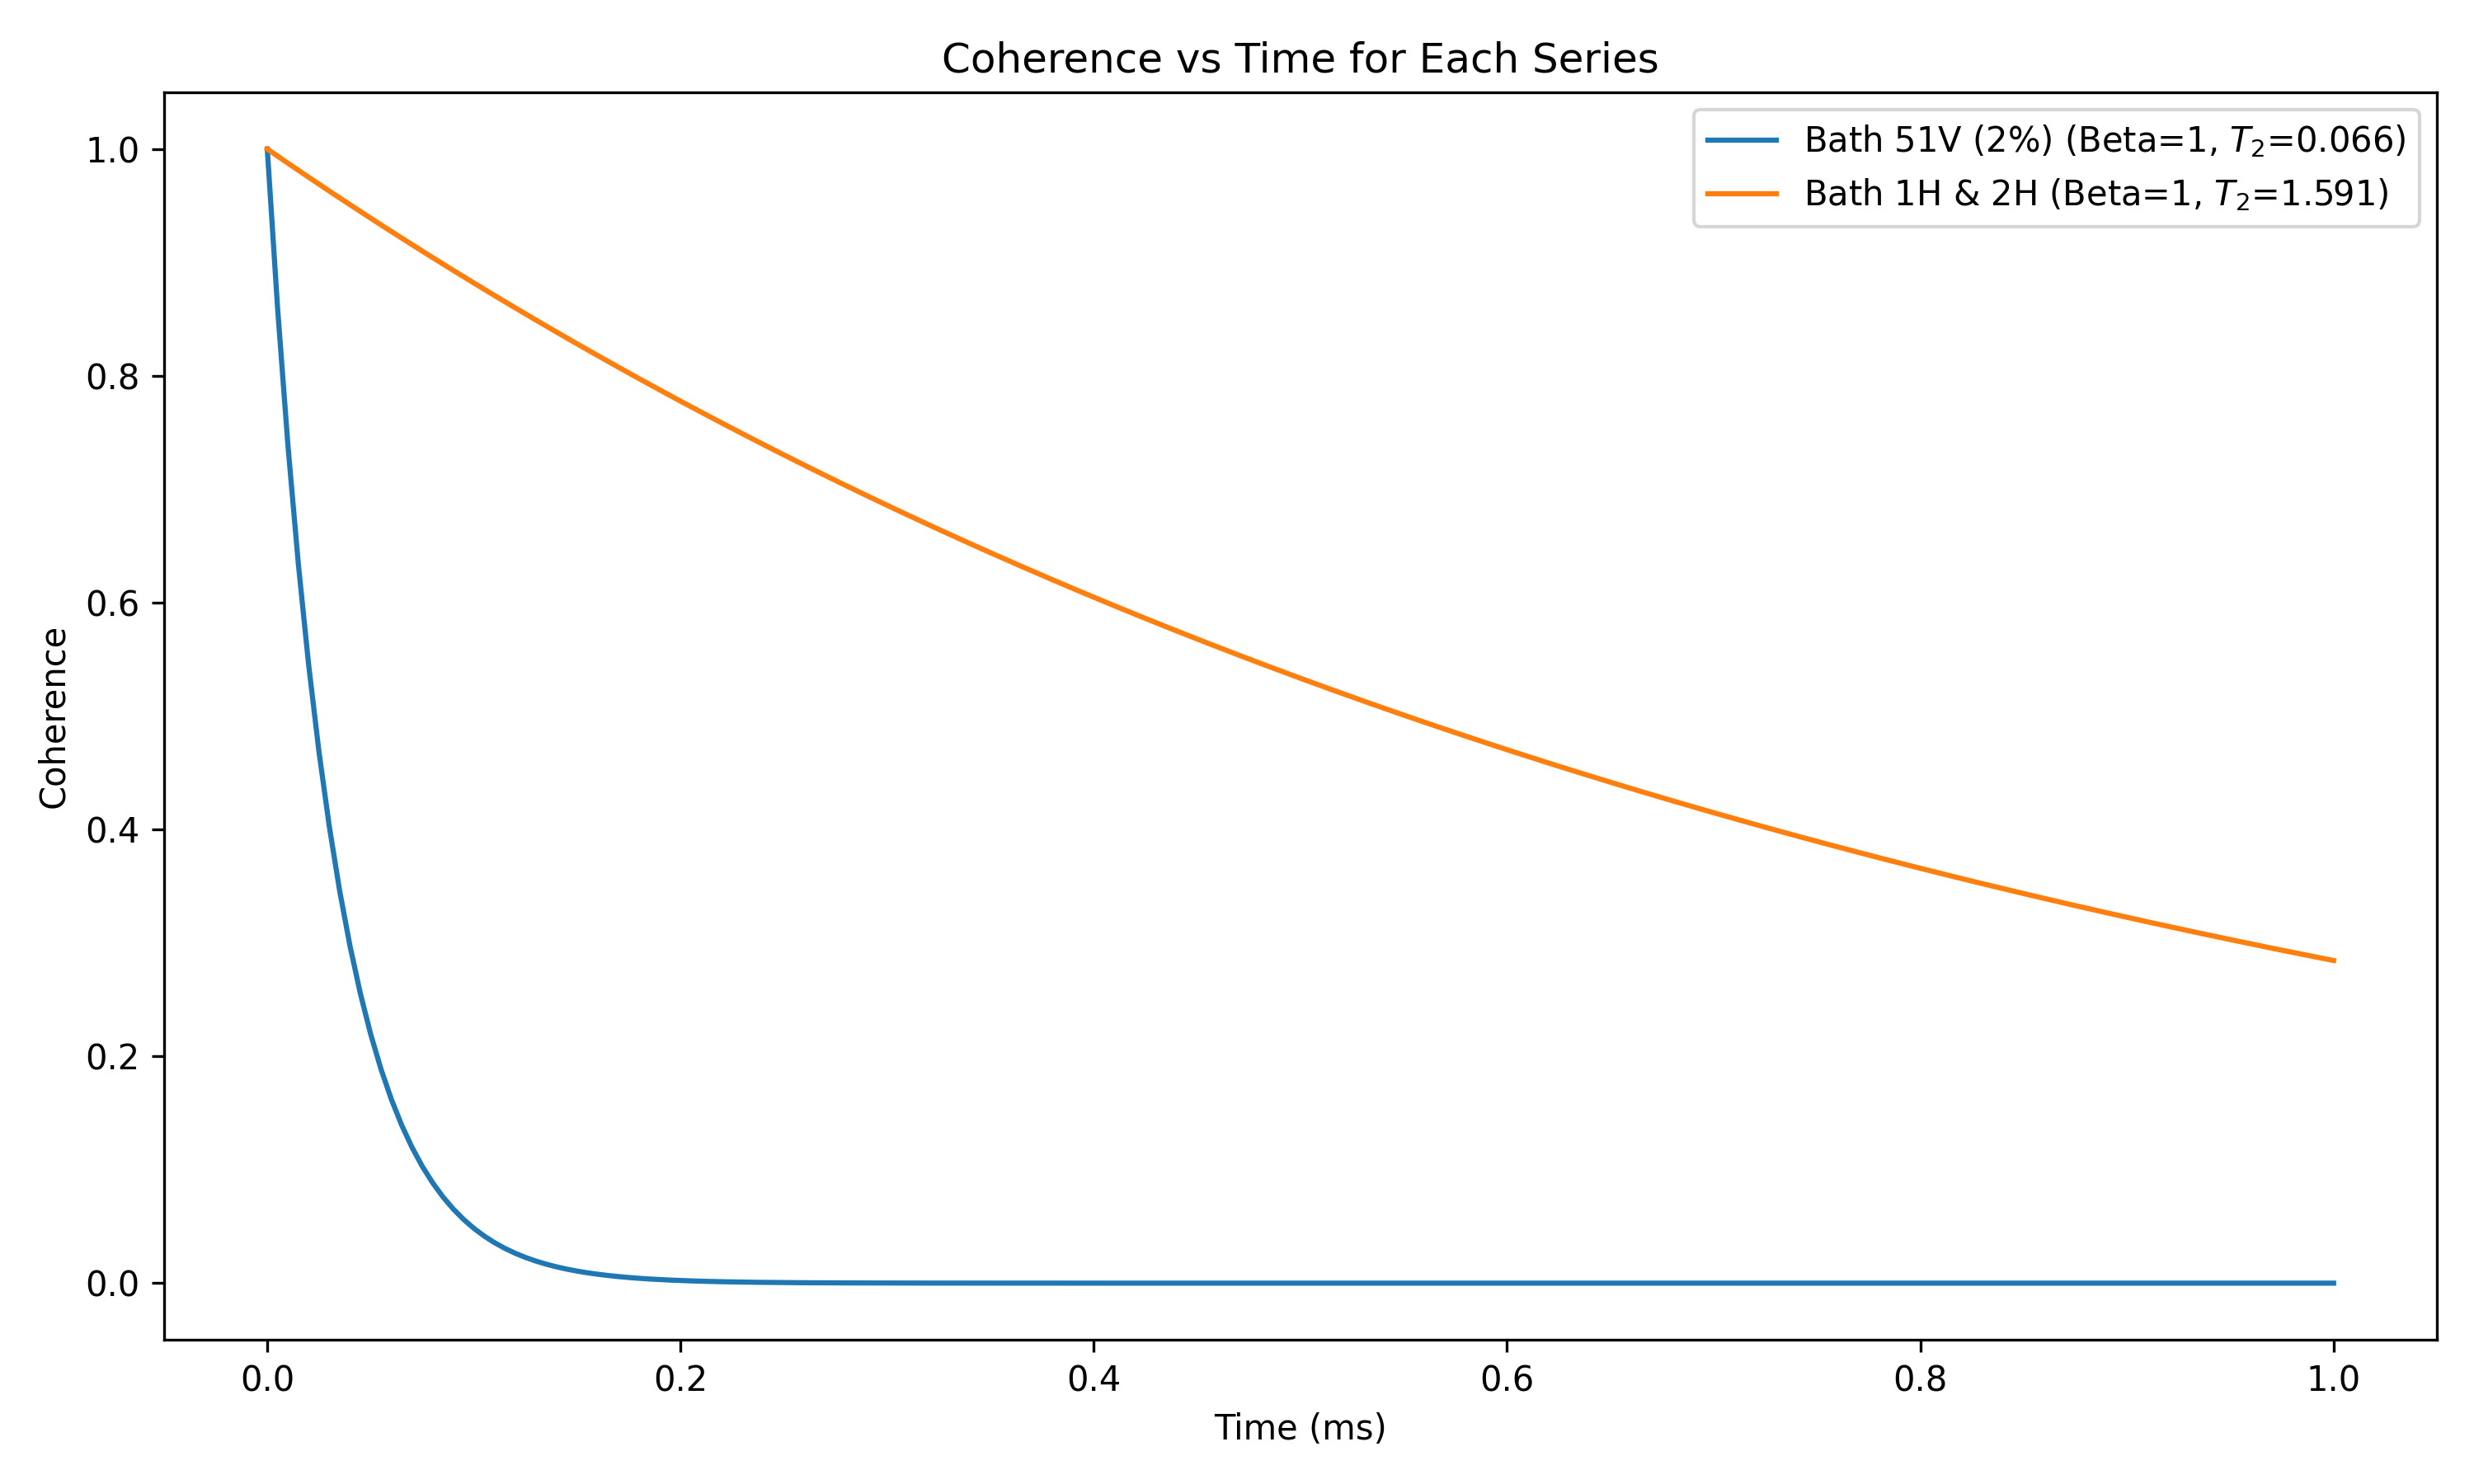 Coherence vs Time for Each Series
Bath 51V (2%) (Beta=1, T₂=0.066)
Bath 1H & 2H (Beta=1, T₂=1.591)
Coherence
1.0
0.8
0.6
0.4
0.2
0.0
0.0 0.2 0.4 0.6 0.8 1.0
Time (ms)